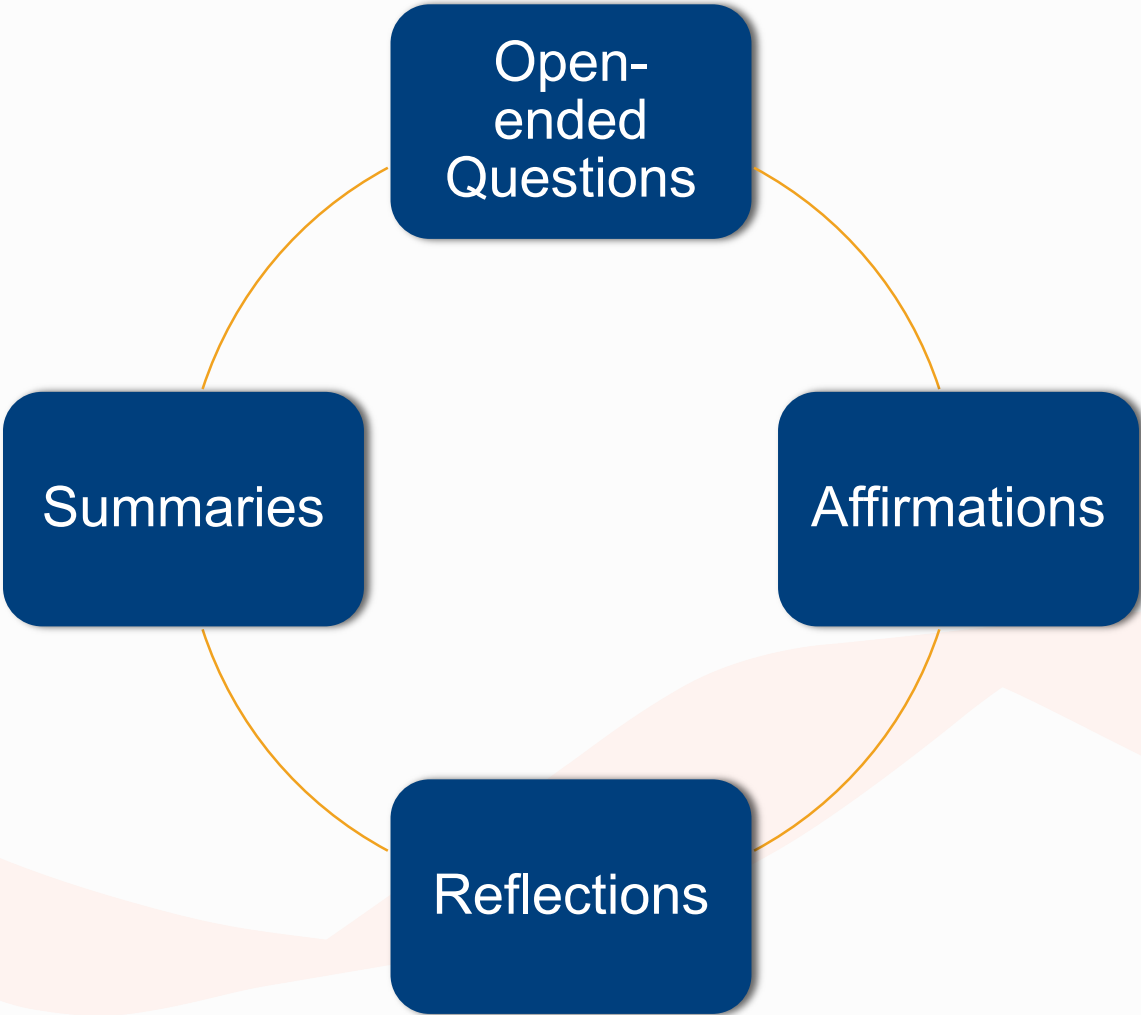 Open-
ended
Questions
Summaries
Affirmations
Reflections